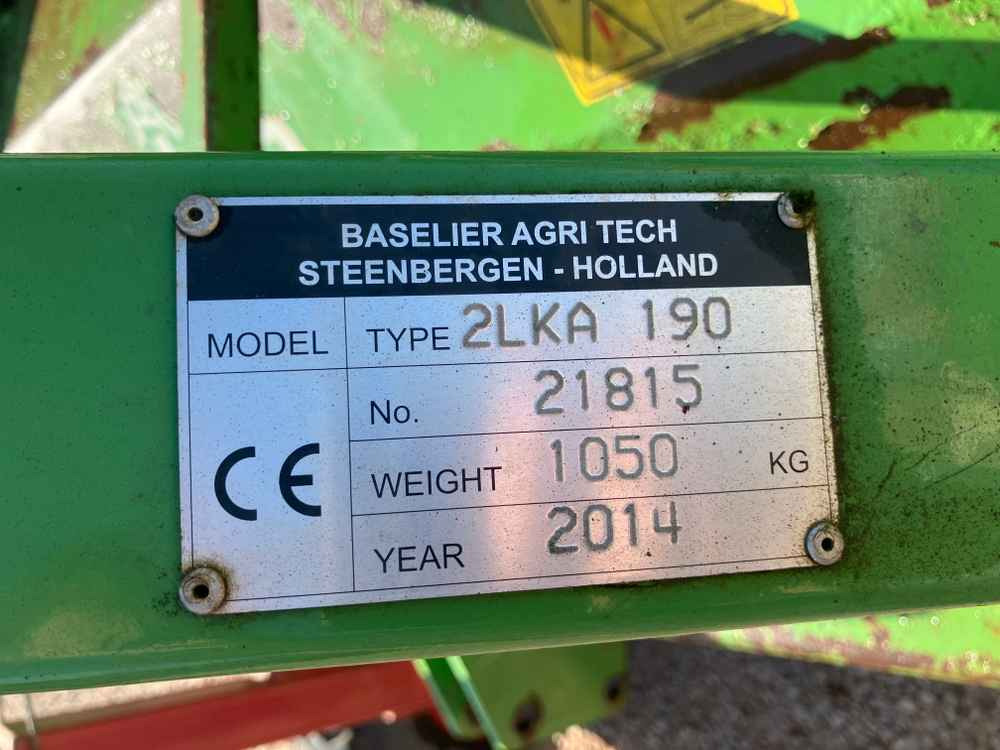 BASELIER AGRI TECH
STEENBERGEN - HOLLAND
MODEL TYPE 2LKA 190
No. 21815
CE
WEIGHT 1050 KG
YEAR 2014